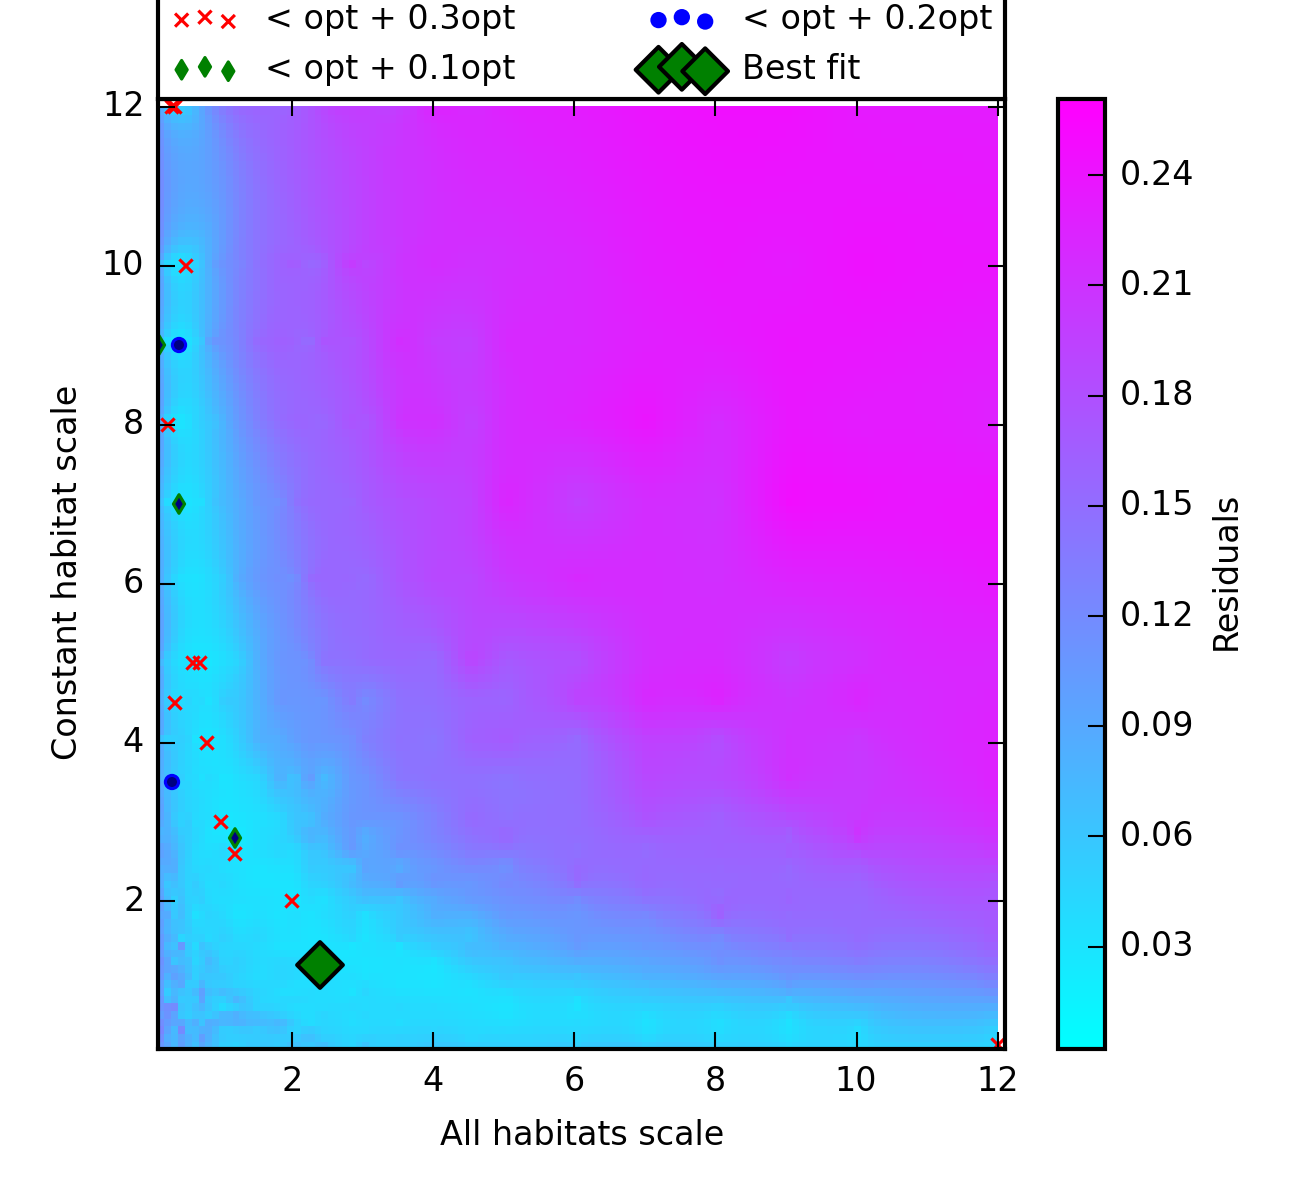 < opt + 0.3opt
< opt + 0.2opt
< opt + 0.1opt
Best fit
12
10
8
6
4
2
Constant habitat scale
2 4 6 8 10 12
All habitats scale
0.24
0.21
0.18
0.15
0.12
0.09
0.06
0.03
Residuals